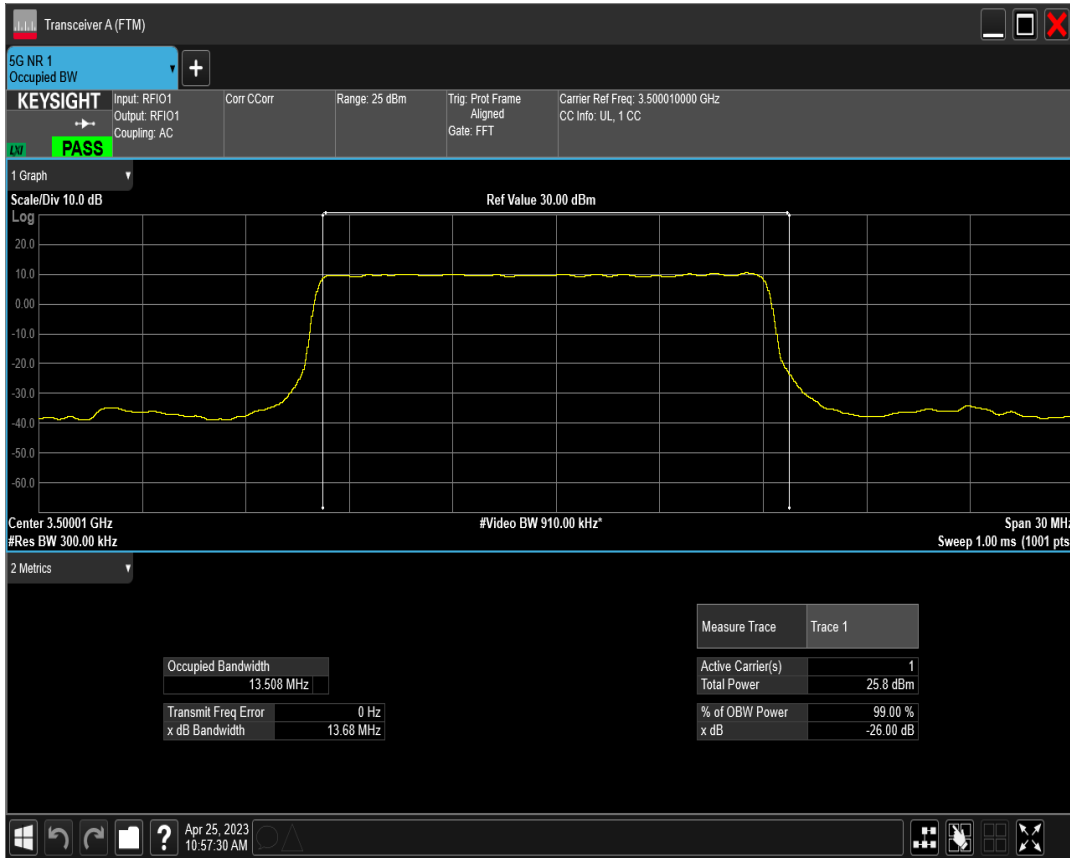 Transceiver A (FTM)
5G NR 1
Occupied BW
+
KEYSIGHT
LXI
PASS
Input: RFIO1
Output: RFIO1
Coupling: AC
Corr CCorr
Range: 25 dBm
Trig: Prot Frame
Aligned
Gate: FFT
Carrier Ref Freq: 3.500010000 GHz
CC Info: UL, 1 CC
1 Graph
Scale/Div 10.0 dB
Ref Value 30.00 dBm
Log
20.0
10.0
0.00
-10.0
-20.0
-30.0
-40.0
-50.0
-60.0
Center 3.50001 GHz
#Video BW 910.00 kHz*
Span 30 MHz
#Res BW 300.00 kHz
Sweep 1.00 ms (1001 pts
2 Metrics
Measure Trace Trace 1
Occupied Bandwidth
13.508 MHz
Active Carrier(s) 1
Total Power 25.8 dBm
Transmit Freq Error 0 Hz
x dB Bandwidth 13.68 MHz
% of OBW Power 99.00 %
x dB -26.00 dB
?
Apr 25, 2023
10:57:30 AM